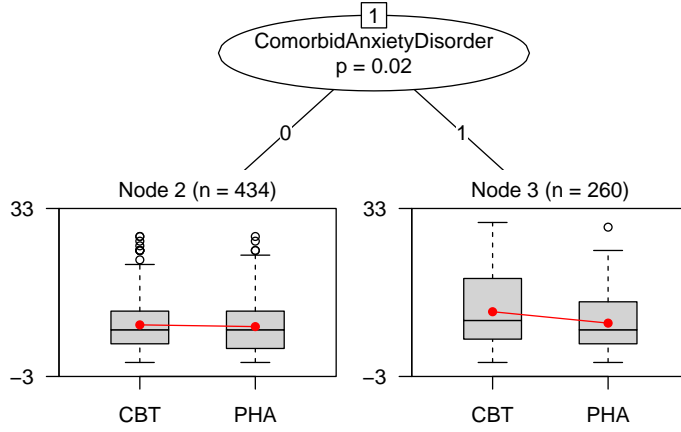 1
ComorbidAnxietyDisorder
p = 0.02
0
1
Node 2 (n = 434)
33
−3
CBT
PHA
Node 3 (n = 260)
33
−3
CBT
PHA